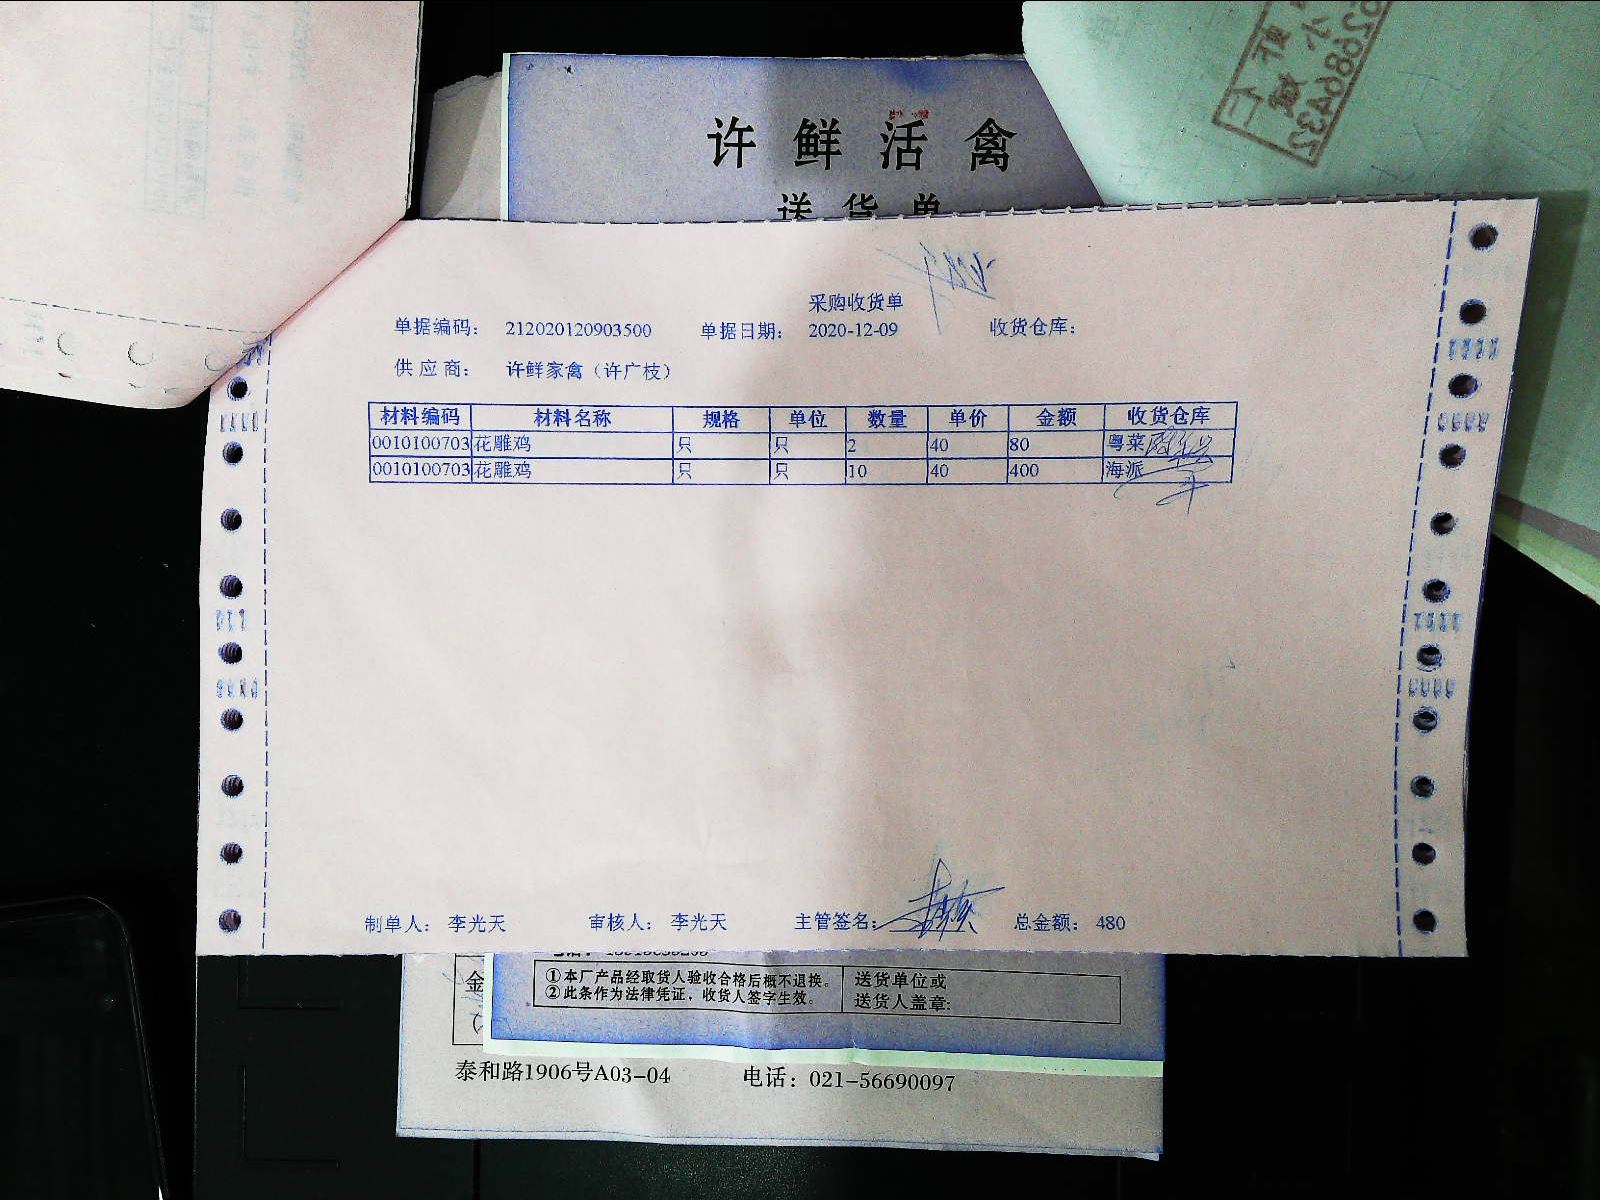 许鲜活禽
送货单
采购收货单
单据编码： 212020120903500 单据日期： 2020-12-09 收货仓库：
供应商： 许鲜家禽（许广枝）
材料编码 材料名称 规格 单位 数量 单价 金额 收货仓库
0010100703 花雕鸡 只 只 2 40 80 粤菜
0010100703 花雕鸡 只 只 10 40 400 海派
制单人： 李光天 审核人： 李光天 主管签名： 总金额： 480
金
①本厂产品经取货人验收合格后概不退换。 送货单位或
②此条作为法律凭证，收货人签字生效。 送货人盖章:
泰和路1906号A03-04 电话：021-56690097